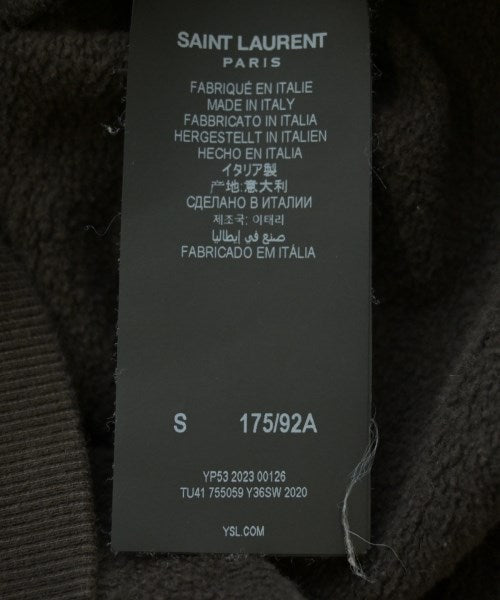 SAINT LAURENT
PARIS
FABRIQUÉ EN ITALIE
MADE IN ITALY
FABBRICATO IN ITALIA
HERGESTELLT IN ITALIEN
HECHO EN ITALIA
イタリア製
产地:意大利
СДЕЛАНО В ИТАЛИИ
제조국: 이태리
صنع في إيطاليا
FABRICADO EM ITÀLIA
S 175/92A
YP53 2023 00126
TU41 755059 Y36SW 2020
YSL.COM